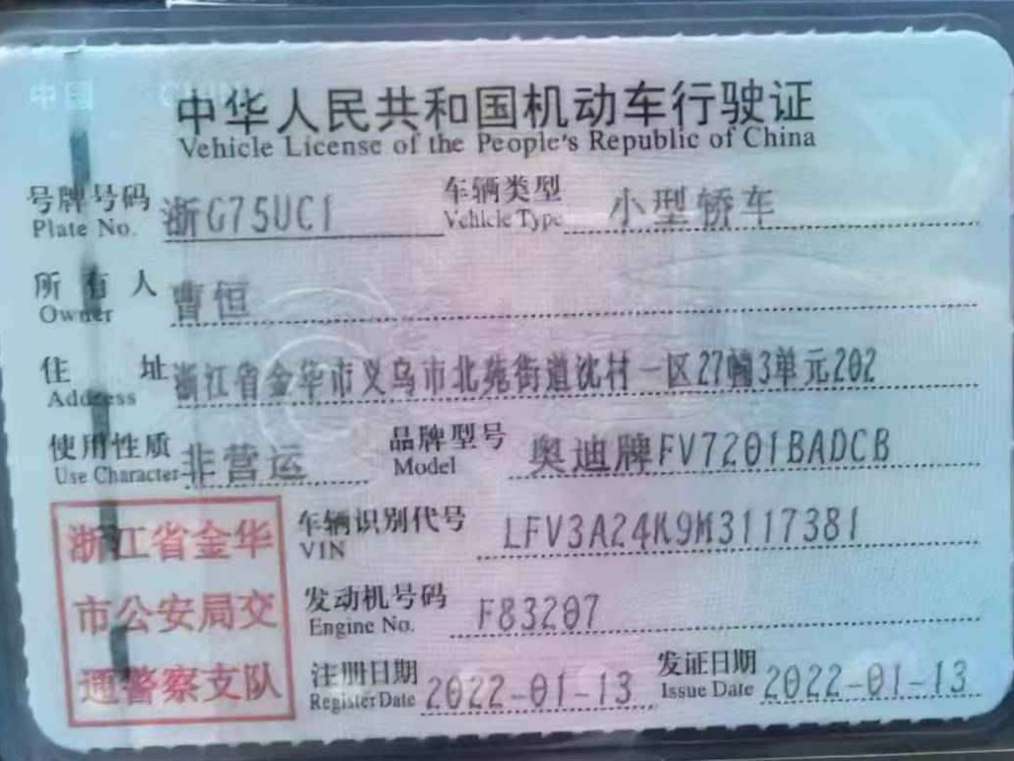 中华人民共和国机动车行驶证
Vehicle License of the People's Republic of China
号牌号码 浙G75UC1 车辆类型 小型轿车
Plate No. Vehicle Type
所有人 曹恒
Owner
住址 浙江省金华市义乌市北苑街道沈村一区27幢3单元202
Address
使用性质 非营运 品牌型号 奥迪牌FV7201BADCB
Use Character Model
浙江省金华
市公安局交
通警察支队
车辆识别代号 LFV3A24K9M3117381
VIN
发动机号码 F83207
Engine No.
注册日期 2022-01-13 发证日期 2022-01-13
Register Date Issue Date